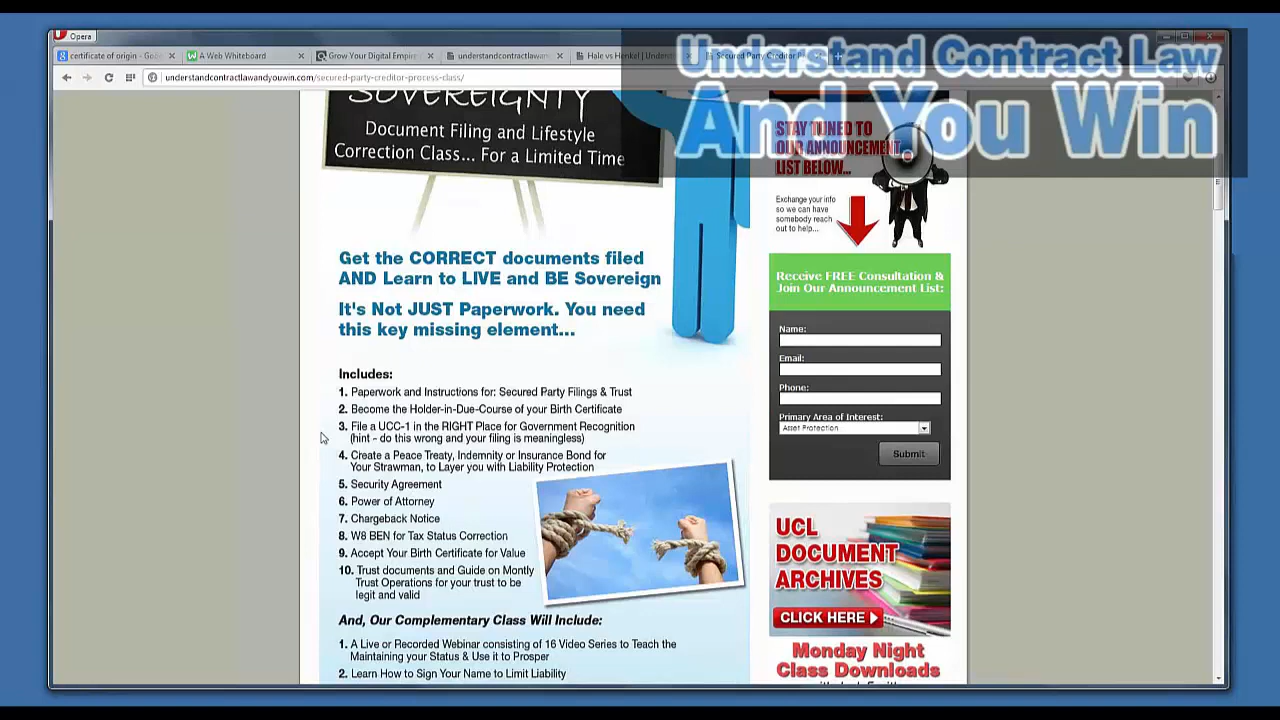 Opera
certificate of origin - Goo
A Web Whiteboard
Grow Your Digital Empire
understandcontractlawan
Hale vs Henkel | Underst
Secured Party Creditor P
understandcontractlawandyouwin.com/secured-party-creditor-process-class/
Understand Contract Law
And You Win
SOVEREIGNTY
Document Filing and Lifestyle
Correction Class... For a Limited Time
Get the CORRECT documents filed
AND Learn to LIVE and BE Sovereign
It's Not JUST Paperwork. You need
this key missing element...
Includes:
1. Paperwork and Instructions for: Secured Party Filings & Trust
2. Become the Holder-in-Due-Course of your Birth Certificate
3. File a UCC-1 in the RIGHT Place for Government Recognition
(hint - do this wrong and your filing is meaningless)
4. Create a Peace Treaty, Indemnity or Insurance Bond for
Your Strawman, to Layer you with Liability Protection
5. Security Agreement
6. Power of Attorney
7. Chargeback Notice
8. W8 BEN for Tax Status Correction
9. Accept Your Birth Certificate for Value
10. Trust documents and Guide on Montly
Trust Operations for your trust to be
legit and valid
And, Our Complementary Class Will Include:
1. A Live or Recorded Webinar consisting of 16 Video Series to Teach the
Maintaining your Status & Use it to Prosper
2. Learn How to Sign Your Name to Limit Liability
STAY TUNED TO
OUR ANNOUNCEMENT
LIST BELOW...
Exchange your info
so we can have
somebody reach
out to help...
Receive FREE Consultation &
Join Our Announcement List:
Name:
Email:
Phone:
Primary Area of Interest:
Asset Protection
Submit
UCL
DOCUMENT
ARCHIVES
CLICK HERE
Monday Night
Class Downloads